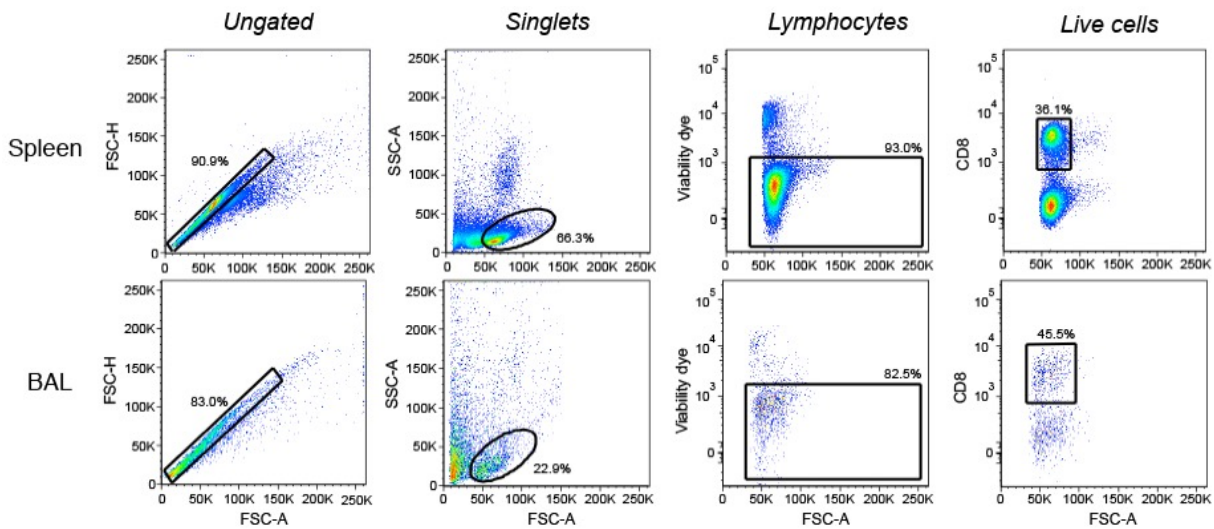 Ungated
Singlets
Lymphocytes
Live cells
Spleen
FSC-H
250K
200K
150K
100K
50K
0
90.9%
0 50K 100K 150K 200K 250K
SSC-A
250K
200K
150K
100K
50K
0
66.3%
0 50K 100K 150K 200K 250K
Viability dye
10^5
10^4
10^3
0
93.0%
0 50K 100K 150K 200K 250K
CD8
10^5
10^4
10^3
0
36.1%
0 50K 100K 150K 200K 250K
BAL
FSC-H
250K
200K
150K
100K
50K
0
83.0%
0 50K 100K 150K 200K 250K
FSC-A
SSC-A
250K
200K
150K
100K
50K
0
22.9%
0 50K 100K 150K 200K 250K
FSC-A
Viability dye
10^5
10^4
10^3
0
82.5%
0 50K 100K 150K 200K 250K
FSC-A
CD8
10^5
10^4
10^3
0
45.5%
0 50K 100K 150K 200K 250K
FSC-A